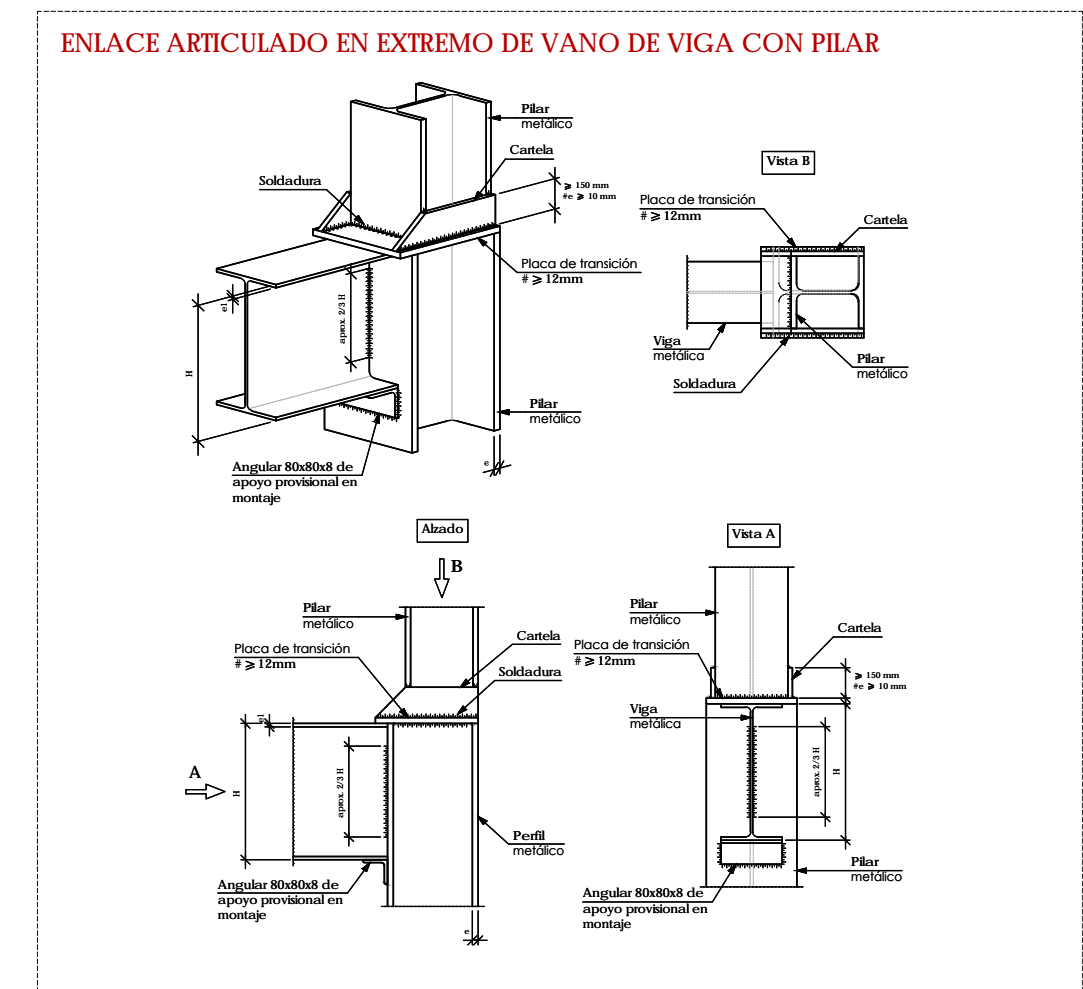 ENLACE ARTICULADO EN EXTREMO DE VANO DE VIGA CON PILAR
Pilar
metálico
Cartela
Soldadura
⩾ 150 mm
#e ⩾ 10 mm
Placa de transición
# ⩾ 12mm
e1
aprox. 2/3 H
H
Pilar
metálico
Angular 80x80x8 de
apoyo provisional en
montaje
e
Vista B
Placa de transición
# ⩾ 12mm
Cartela
Viga
metálica
Pilar
metálico
Soldadura
Alzado
B
Pilar
metálico
Cartela
Placa de transición
# ⩾ 12mm
Soldadura
e1
A
H
aprox. 2/3 H
Perfil
metálico
Angular 80x80x8 de
apoyo provisional en
montaje
e
Vista A
Pilar
metálico
Cartela
Placa de transición
# ⩾ 12mm
⩾ 150 mm
#e ⩾ 10 mm
Viga
metálica
aprox. 2/3 H
H
Pilar
metálico
Angular 80x80x8 de
apoyo provisional en
montaje